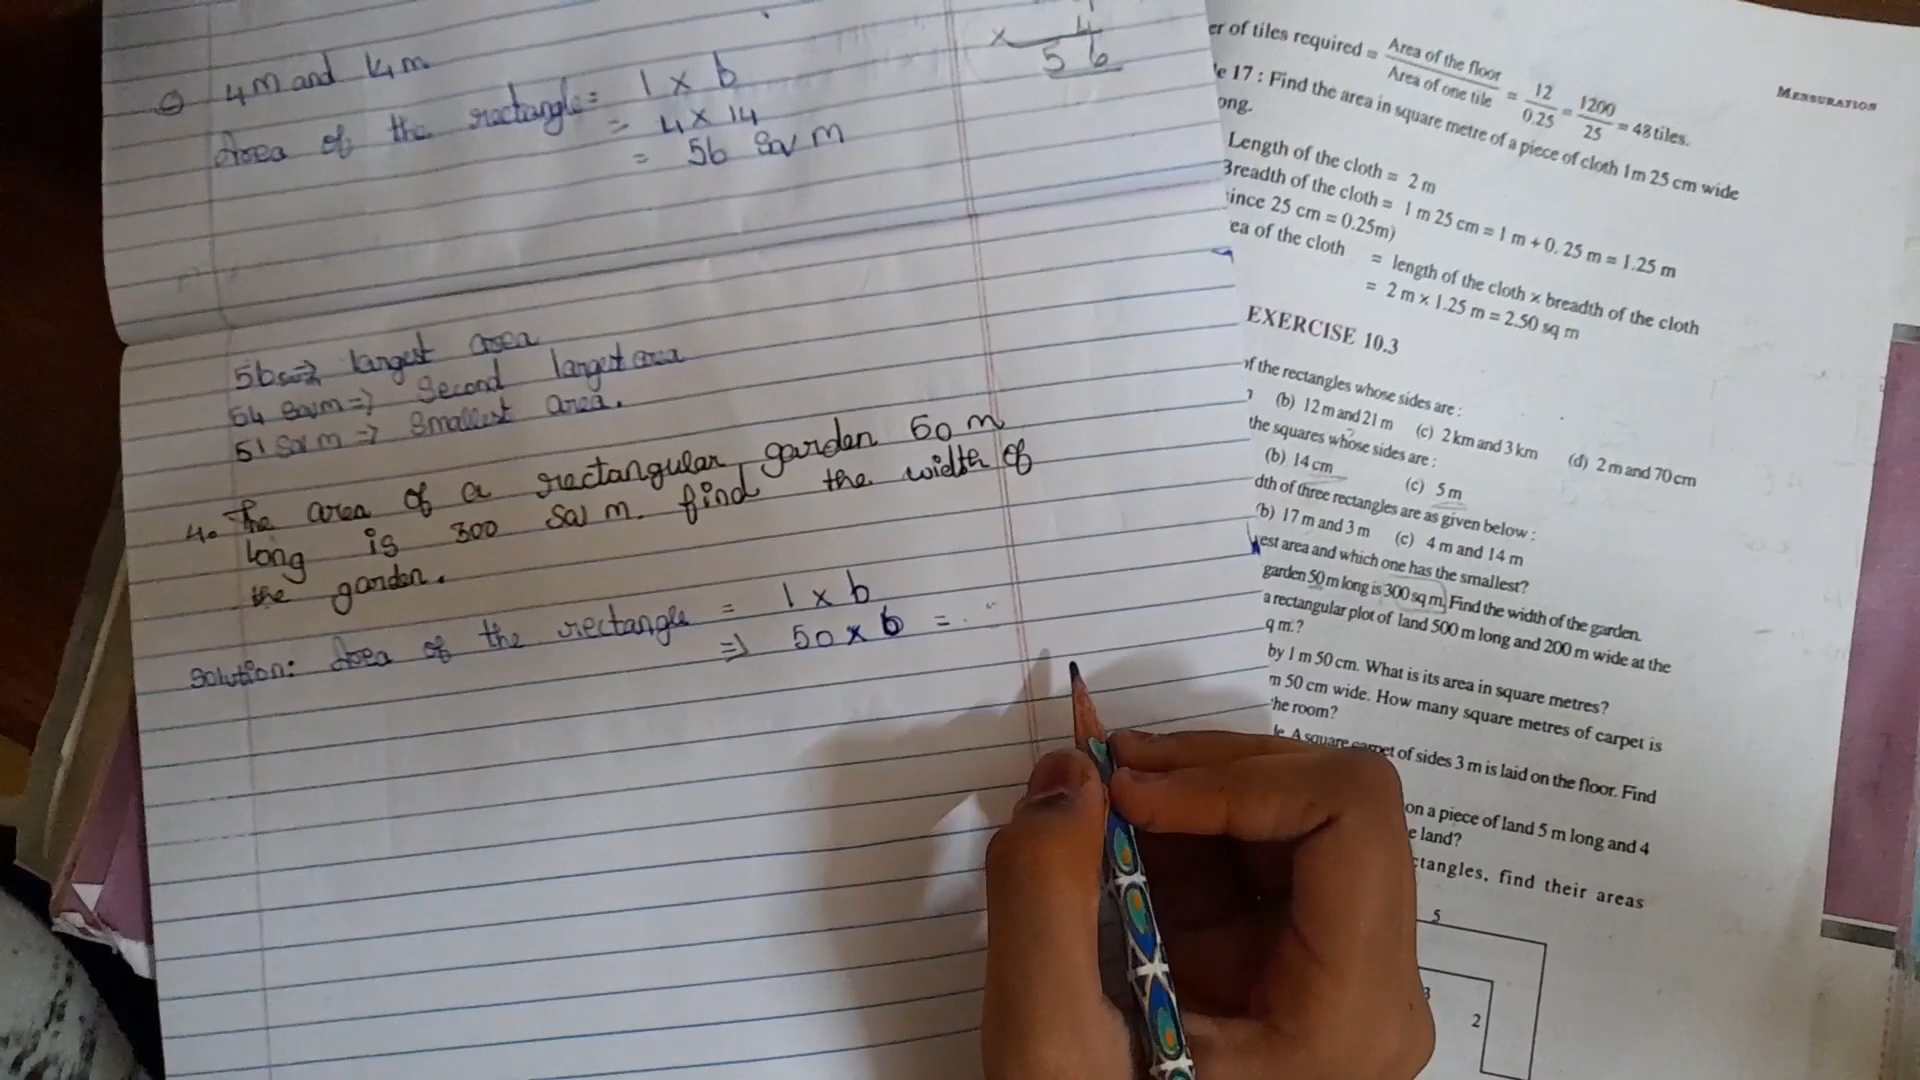 c) 4m and 14m
Area of the rectangle = l x b
= 4 x 14
= 56 Sq m
x 4
56
56 => largest area
54 Sq m => Second largest area
51 Sq m => Smallest area.
4. The area of a rectangular garden 50 m
long is 300 Sq m. find the width of
the garden.
Solution: Area of the rectangle = l x b
=> 50 x b =
MENSURATION
er of tiles required = Area of the floor / Area of one tile = 12 / 0.25 = 1200 / 25 = 48 tiles.
e 17 : Find the area in square metre of a piece of cloth 1m 25 cm wide
ong.
Length of the cloth = 2 m
Breadth of the cloth = 1 m 25 cm = 1 m + 0. 25 m = 1.25 m
ince 25 cm = 0.25m)
ea of the cloth = length of the cloth × breadth of the cloth
= 2 m × 1.25 m = 2.50 sq m
EXERCISE 10.3
of the rectangles whose sides are :
(b) 12 m and 21 m (c) 2 km and 3 km (d) 2 m and 70 cm
the squares whose sides are :
(b) 14 cm (c) 5 m
dth of three rectangles are as given below :
(b) 17 m and 3 m (c) 4 m and 14 m
est area and which one has the smallest?
garden 50 m long is 300 sq m. Find the width of the garden.
a rectangular plot of land 500 m long and 200 m wide at the
q m.?
by 1 m 50 cm. What is its area in square metres?
m 50 cm wide. How many square metres of carpet is
he room?
le. A square carpet of sides 3 m is laid on the floor. Find
on a piece of land 5 m long and 4
e land?
ctangles, find their areas
5
3
2